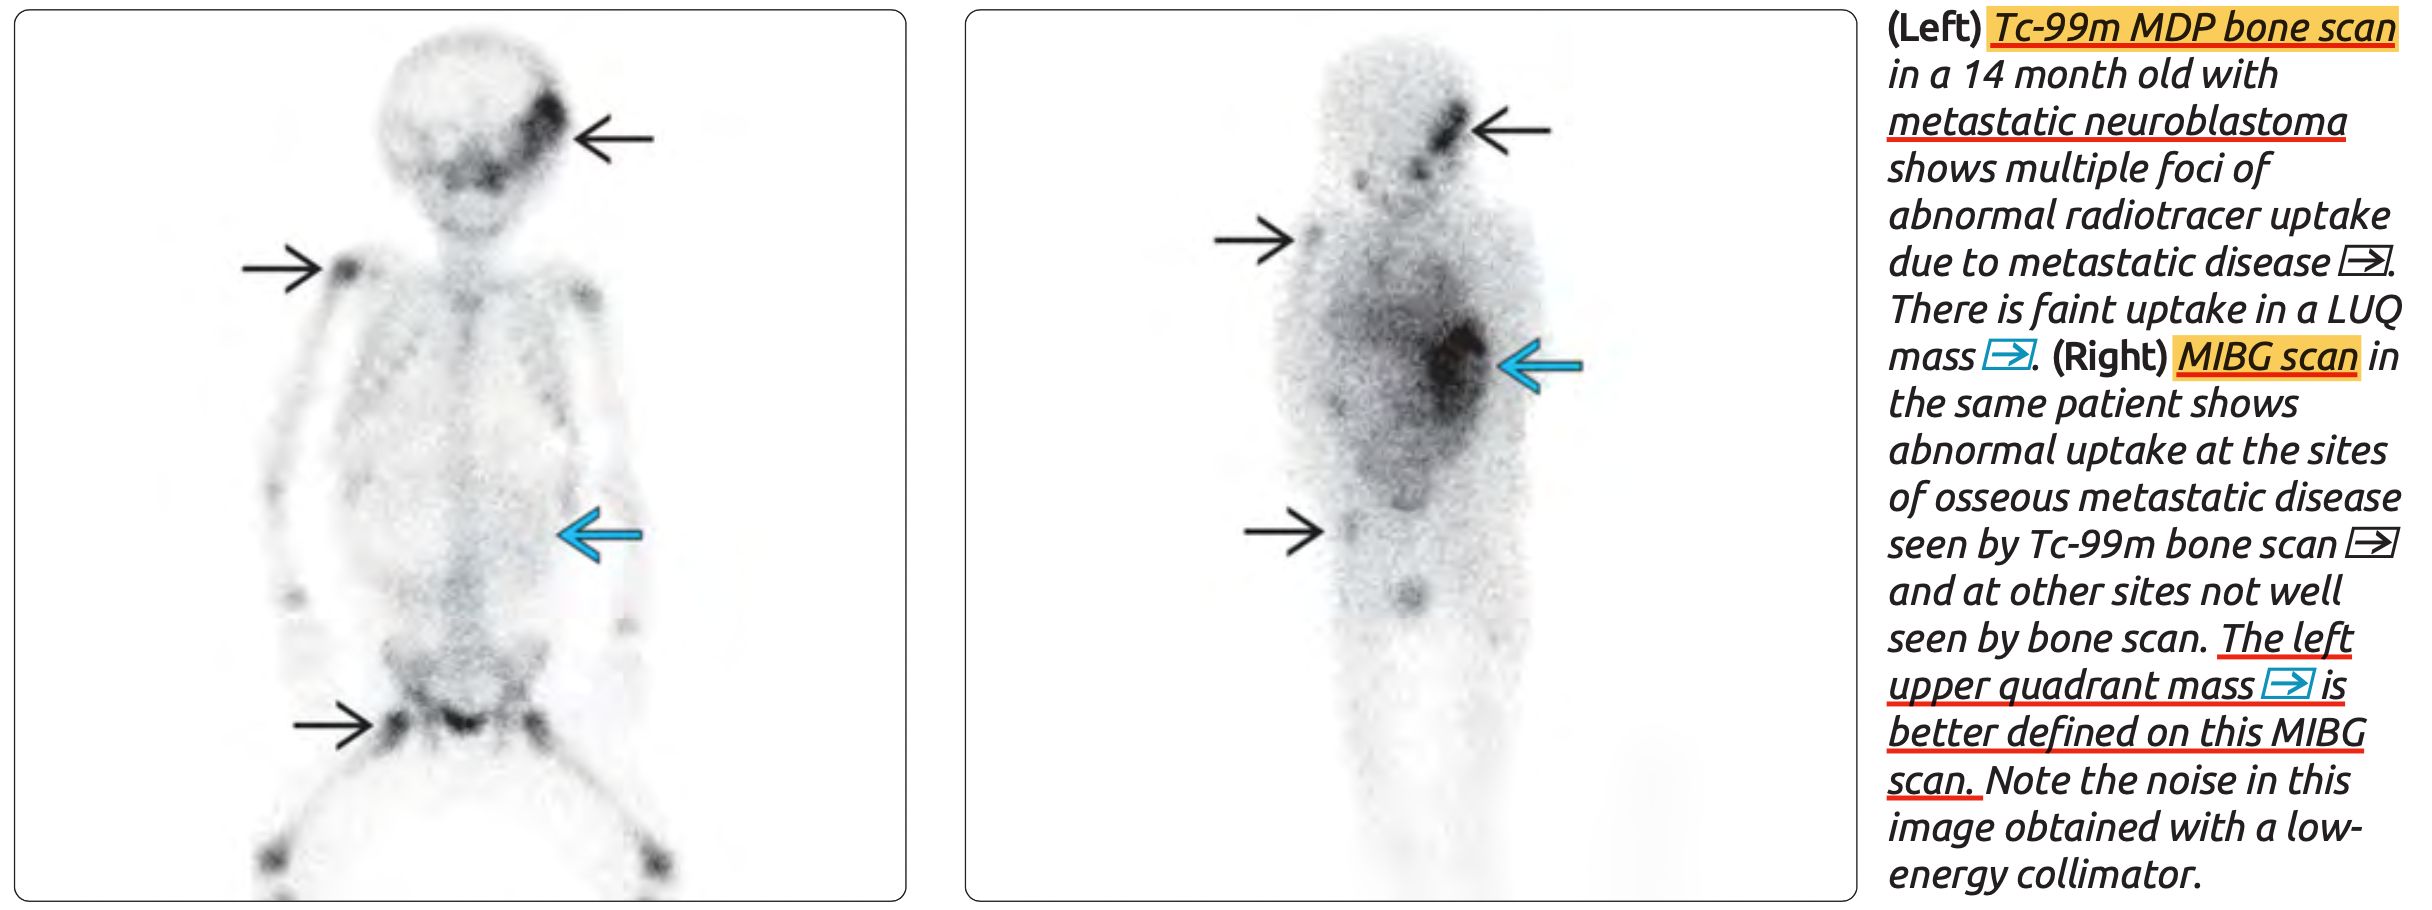 (Left) Tc-99m MDP bone scan
in a 14 month old with
metastatic neuroblastoma
shows multiple foci of
abnormal radiotracer uptake
due to metastatic disease ➡.
There is faint uptake in a LUQ
mass ➡. (Right) MIBG scan in
the same patient shows
abnormal uptake at the sites
of osseous metastatic disease
seen by Tc-99m bone scan ➡
and at other sites not well
seen by bone scan. The left
upper quadrant mass ➡ is
better defined on this MIBG
scan. Note the noise in this
image obtained with a low-
energy collimator.